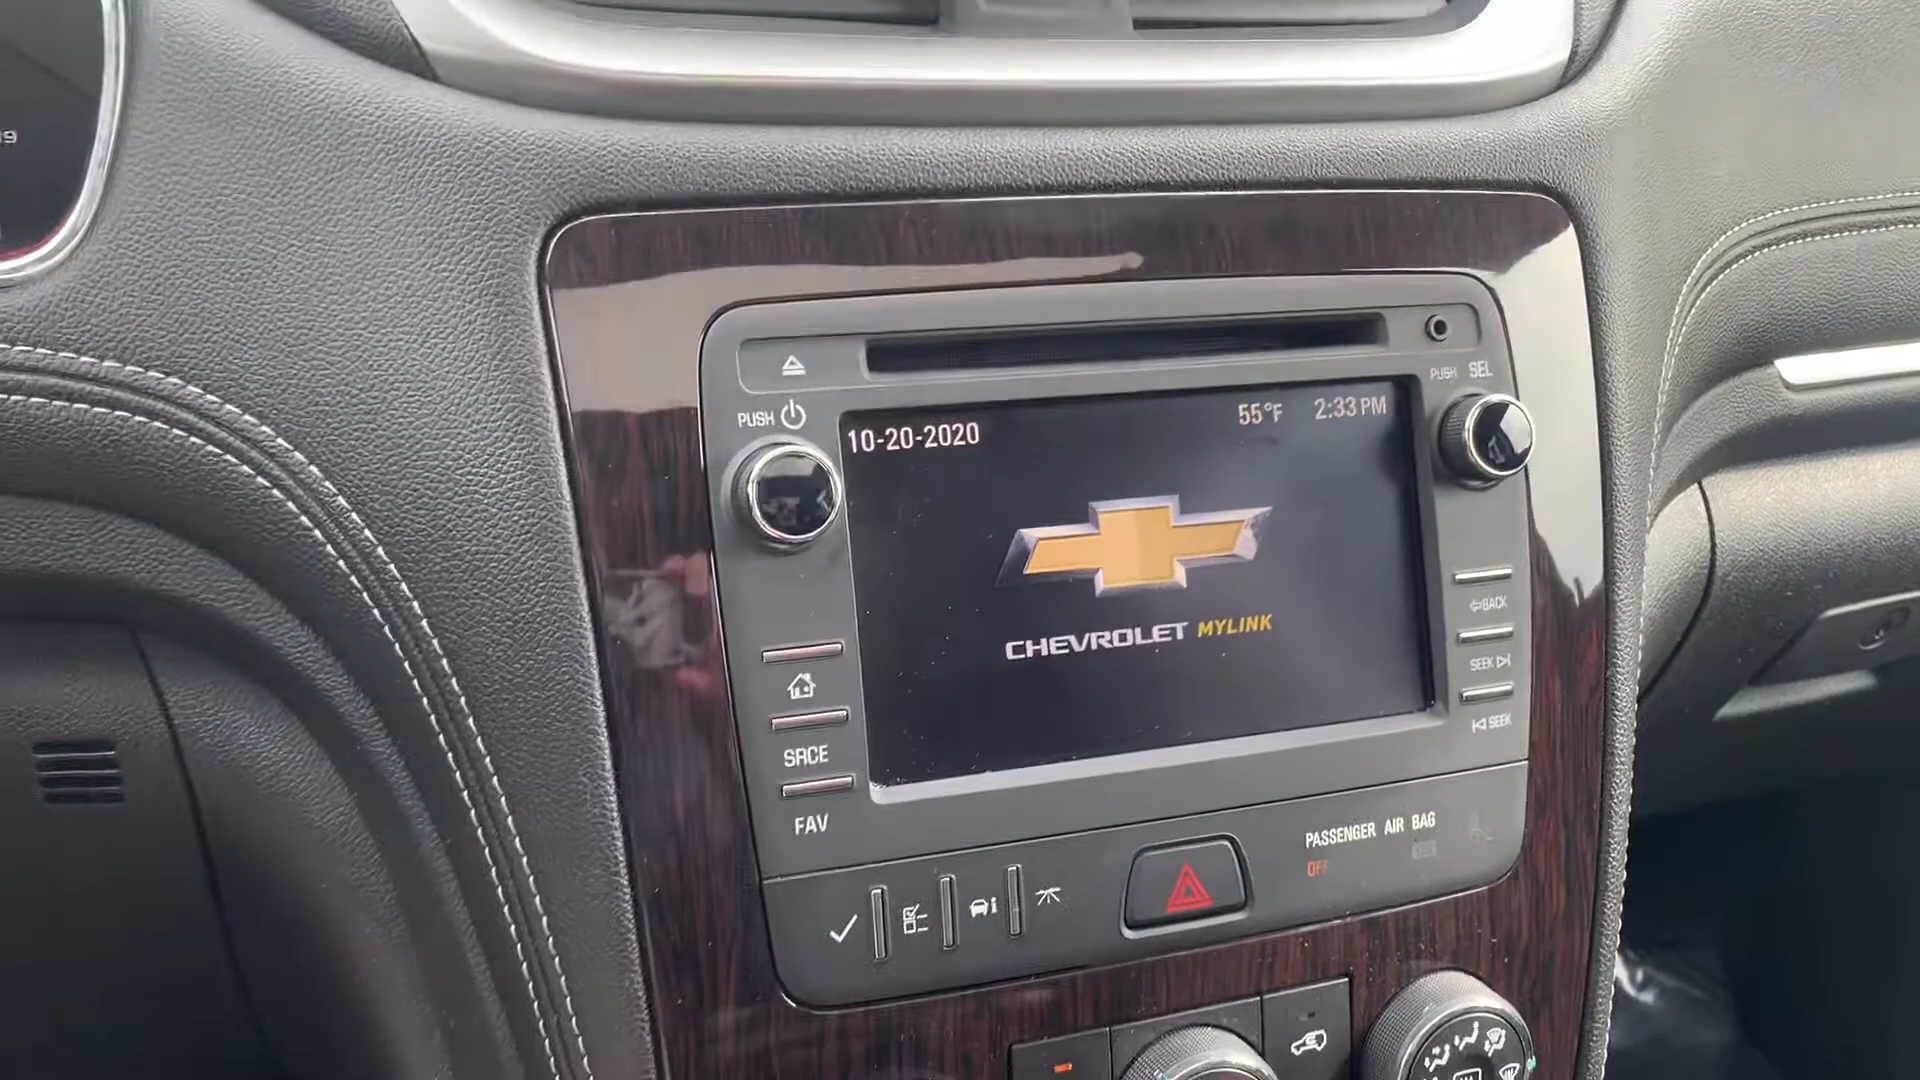 19
PUSH
PUSH SEL
10-20-2020
55°F 2:33 PM
CHEVROLET MYLINK
BACK
SEEK
SEEK
SRCE
FAV
PASSENGER AIR BAG
OFF